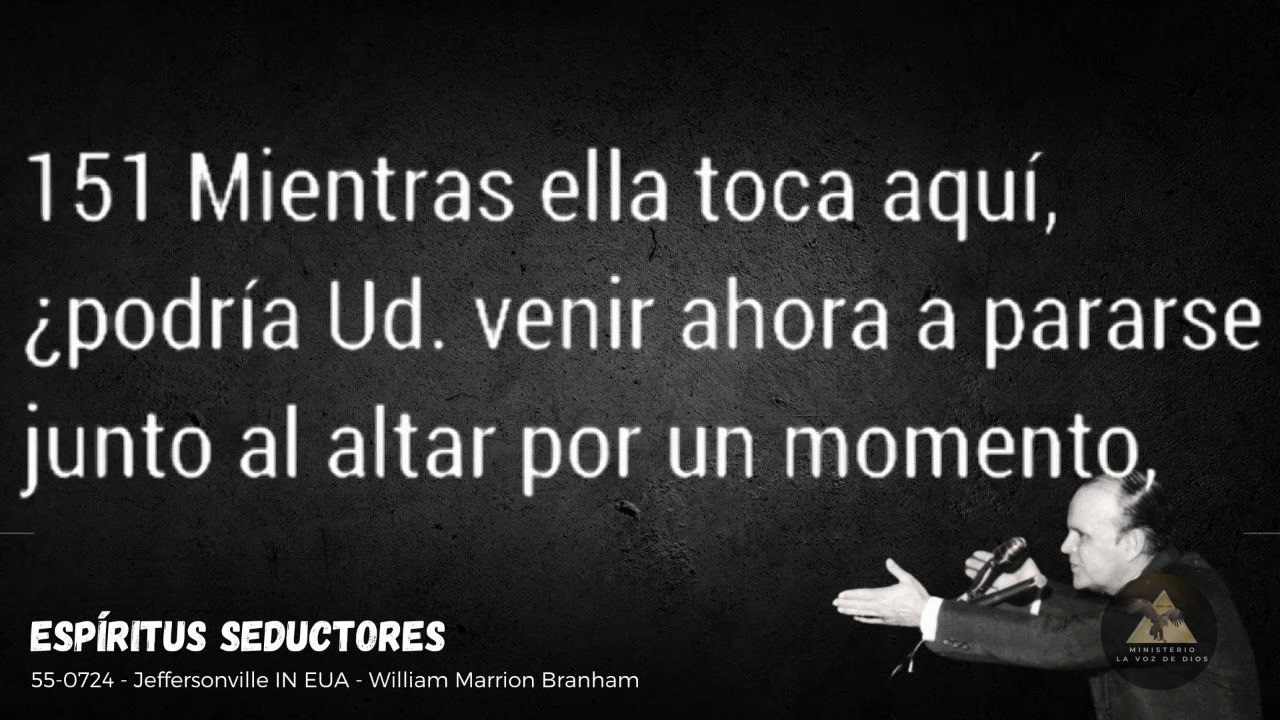 151 Mientras ella toca aquí,
¿podría Ud. venir ahora a pararse
junto al altar por un momento,
ESPÍRITUS SEDUCTORES
55-0724 - Jeffersonville IN EUA - William Marrion Branham
MINISTERIO
LA VOZ DE DIOS